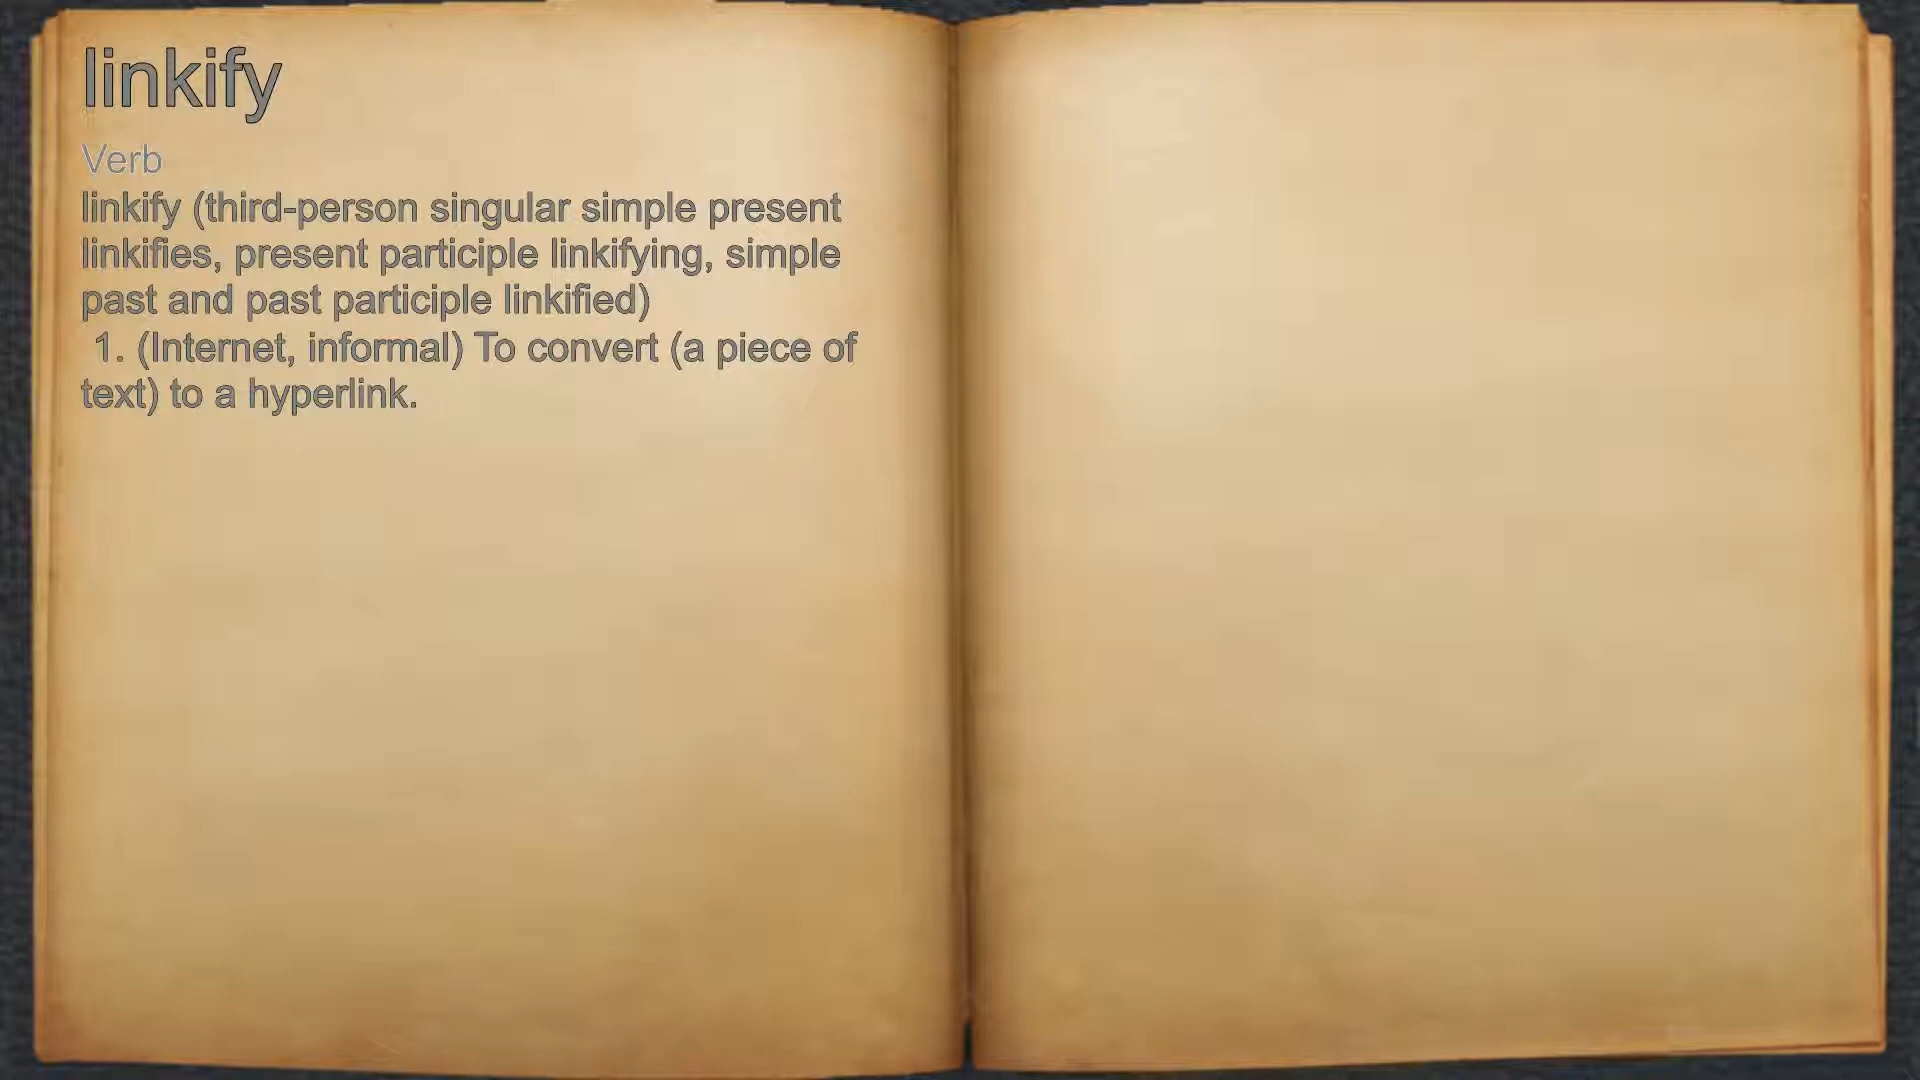 linkify
Verb
linkify (third-person singular simple present
linkifies, present participle linkifying, simple
past and past participle linkified)
1. (Internet, informal) To convert (a piece of
text) to a hyperlink.